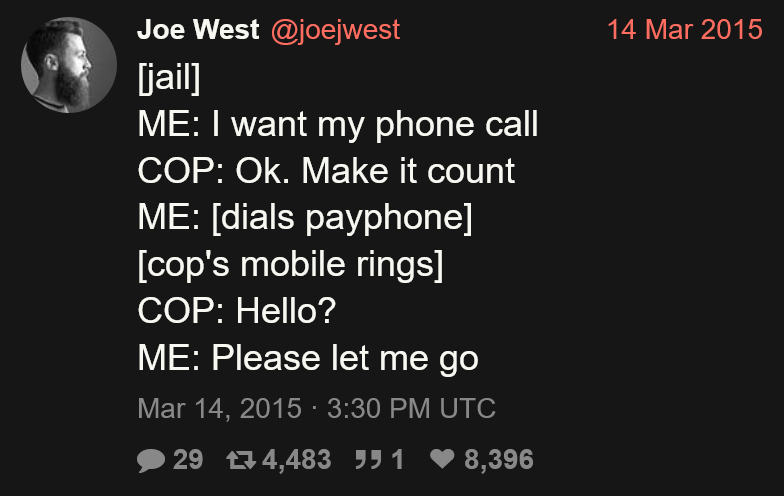 Joe West @joejwest 14 Mar 2015
[jail]
ME: I want my phone call
COP: Ok. Make it count
ME: [dials payphone]
[cop's mobile rings]
COP: Hello?
ME: Please let me go
Mar 14, 2015 · 3:30 PM UTC
29 4,483 1 8,396